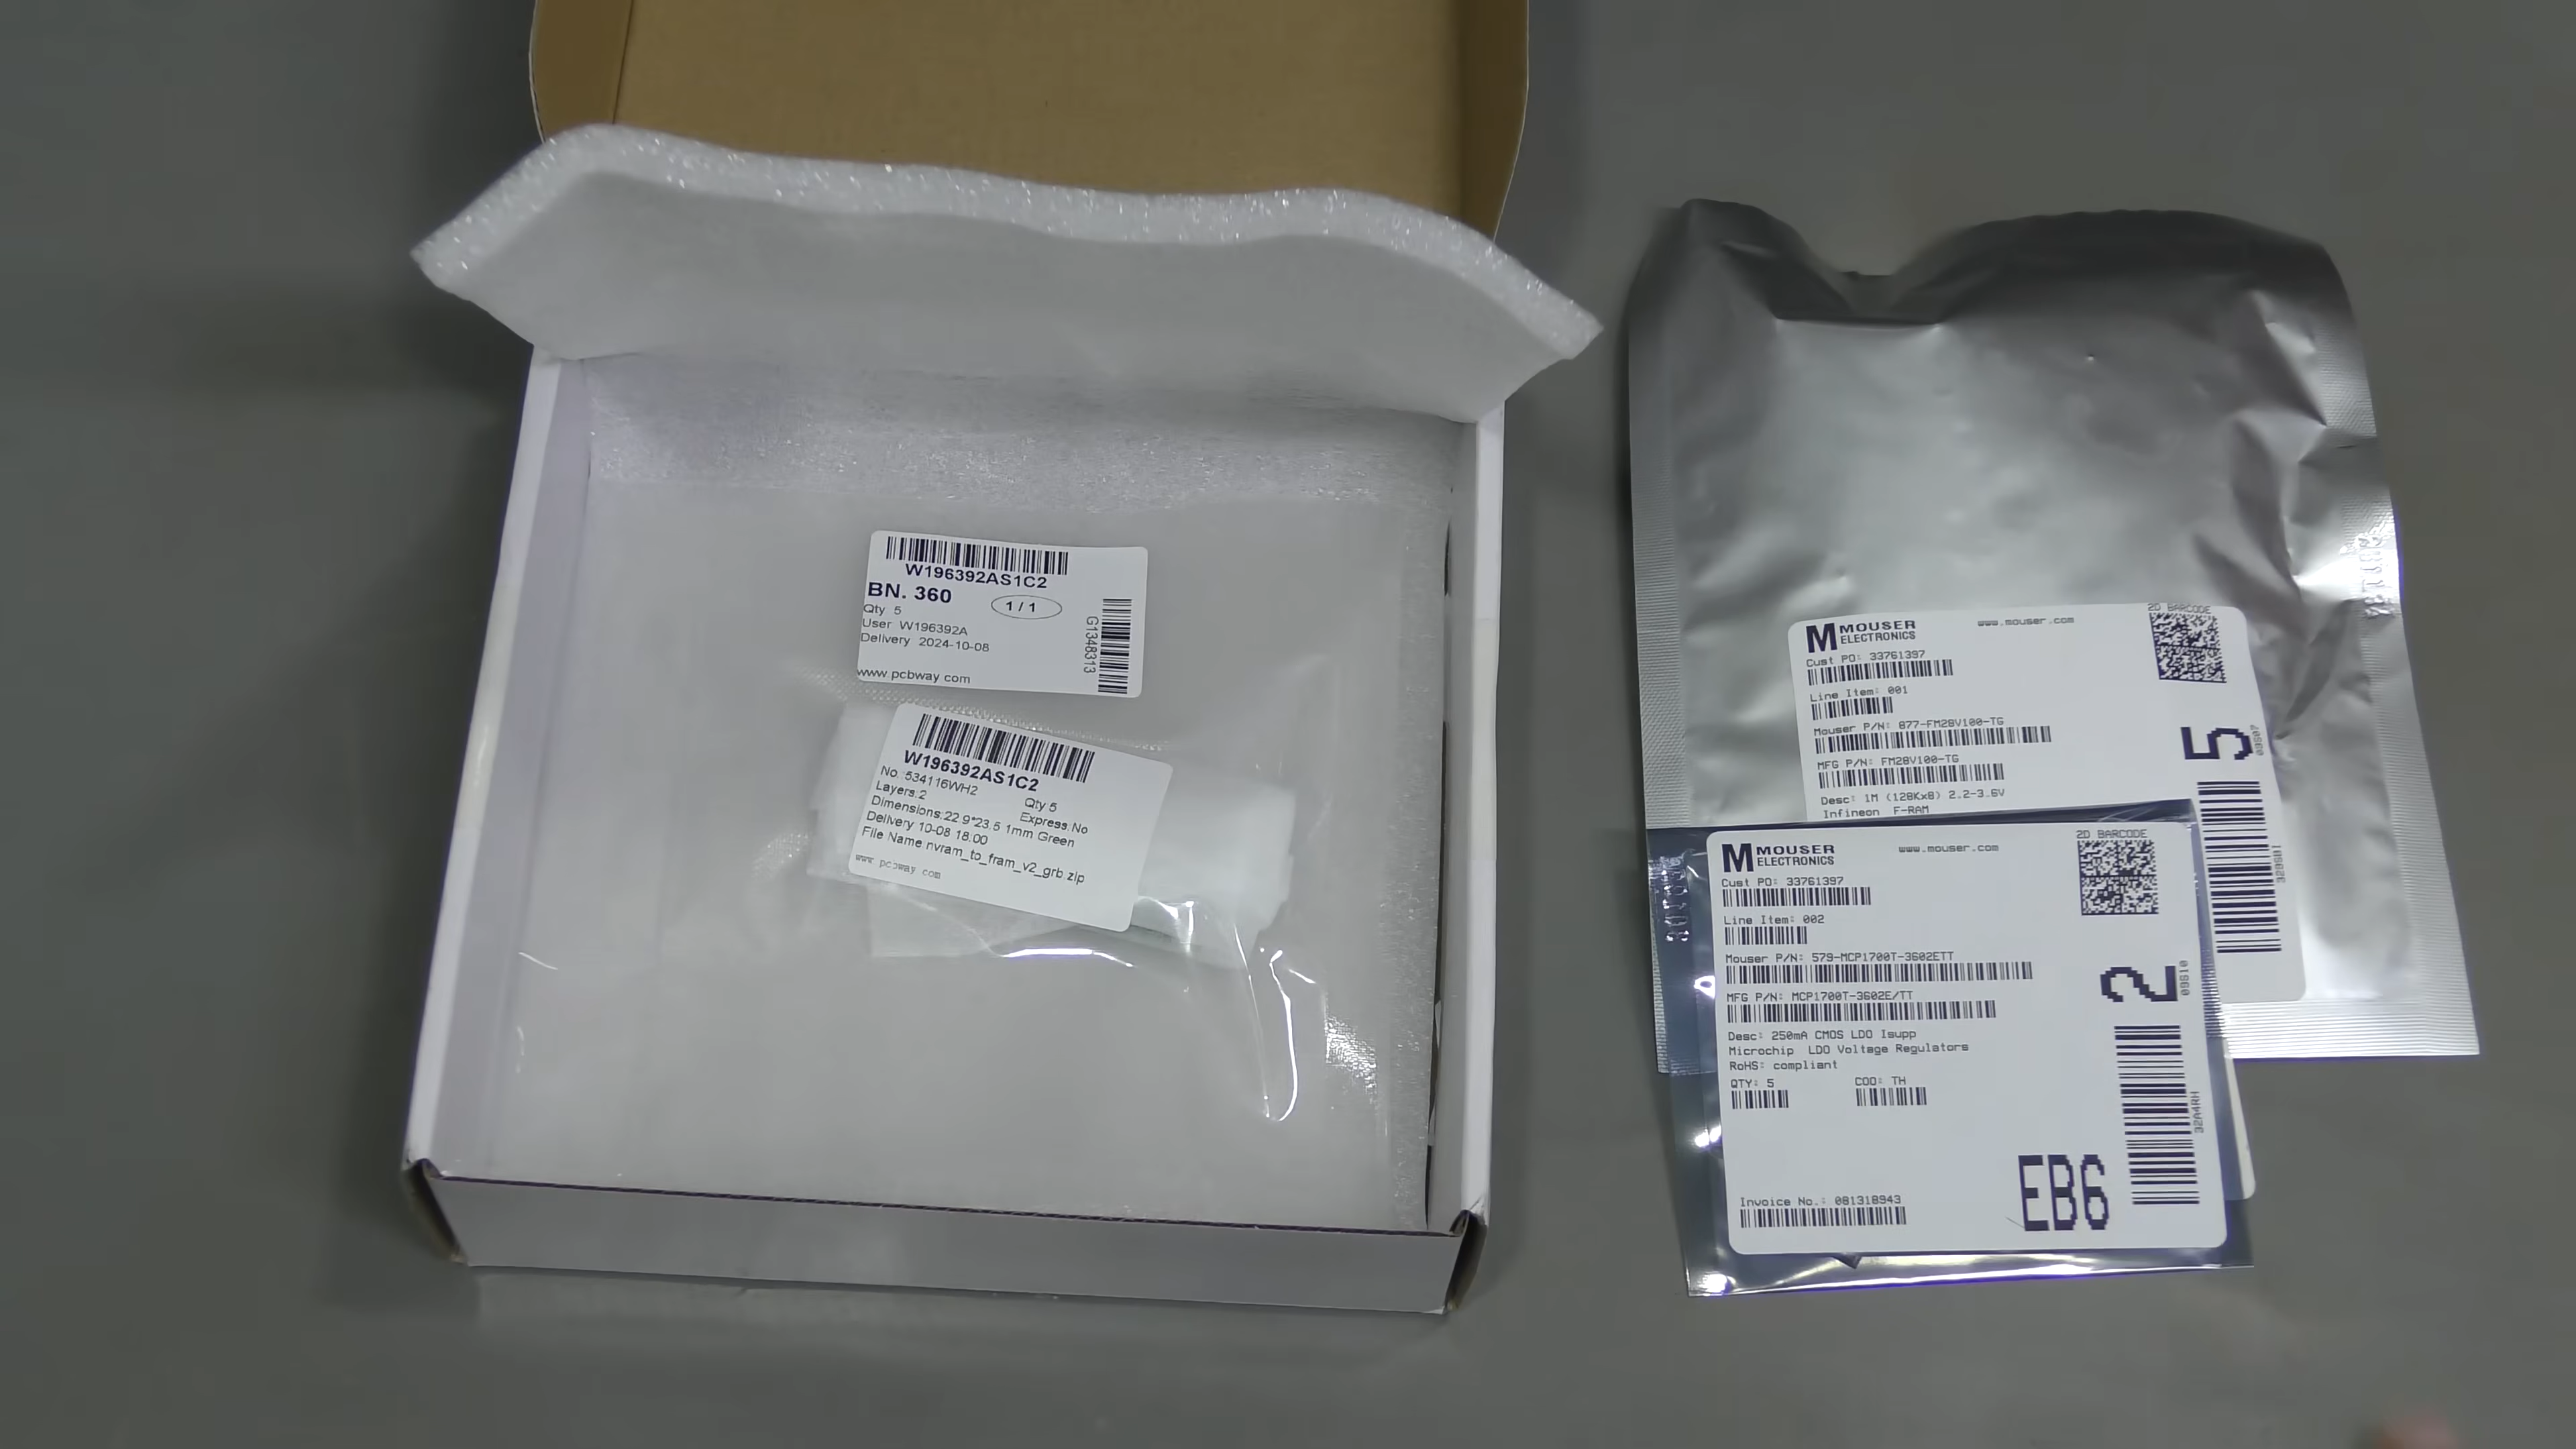 W196392AS1C2
BN. 360
1 / 1
Qty 5
User W196392A
Delivery 2024-10-08
www.pcbway com
G1348313
W196392AS1C2
No. 534116WH2
Qty 5
Layers:2
Express:No
Dimensions:22.9*23.5 1mm Green
Delivery 10-08 18:00
File Name:nvram_to_fram_v2_grb.zip
www pcbway com
2D BARCODE
MOUSER
ELECTRONICS
www.mouser.com
Cust PO: 33761397
Line Item: 001
Mouser P/N: 877-FM28V100-TG
MFG P/N: FM28V100-TG
Desc: 1M (128Kx8) 2.2-3.6V
Infineon F-RAM
5
2D BARCODE
MOUSER
ELECTRONICS
www.mouser.com
Cust PO: 33761397
Line Item: 002
Mouser P/N: 579-MCP1700T-3602ETT
MFG P/N: MCP1700T-3602E/TT
Desc: 250mA CMOS LDO Isupp
Microchip LDO Voltage Regulators
RoHS: compliant
QTY: 5
COO: TH
Invoice No.: 081318943
EB6
2